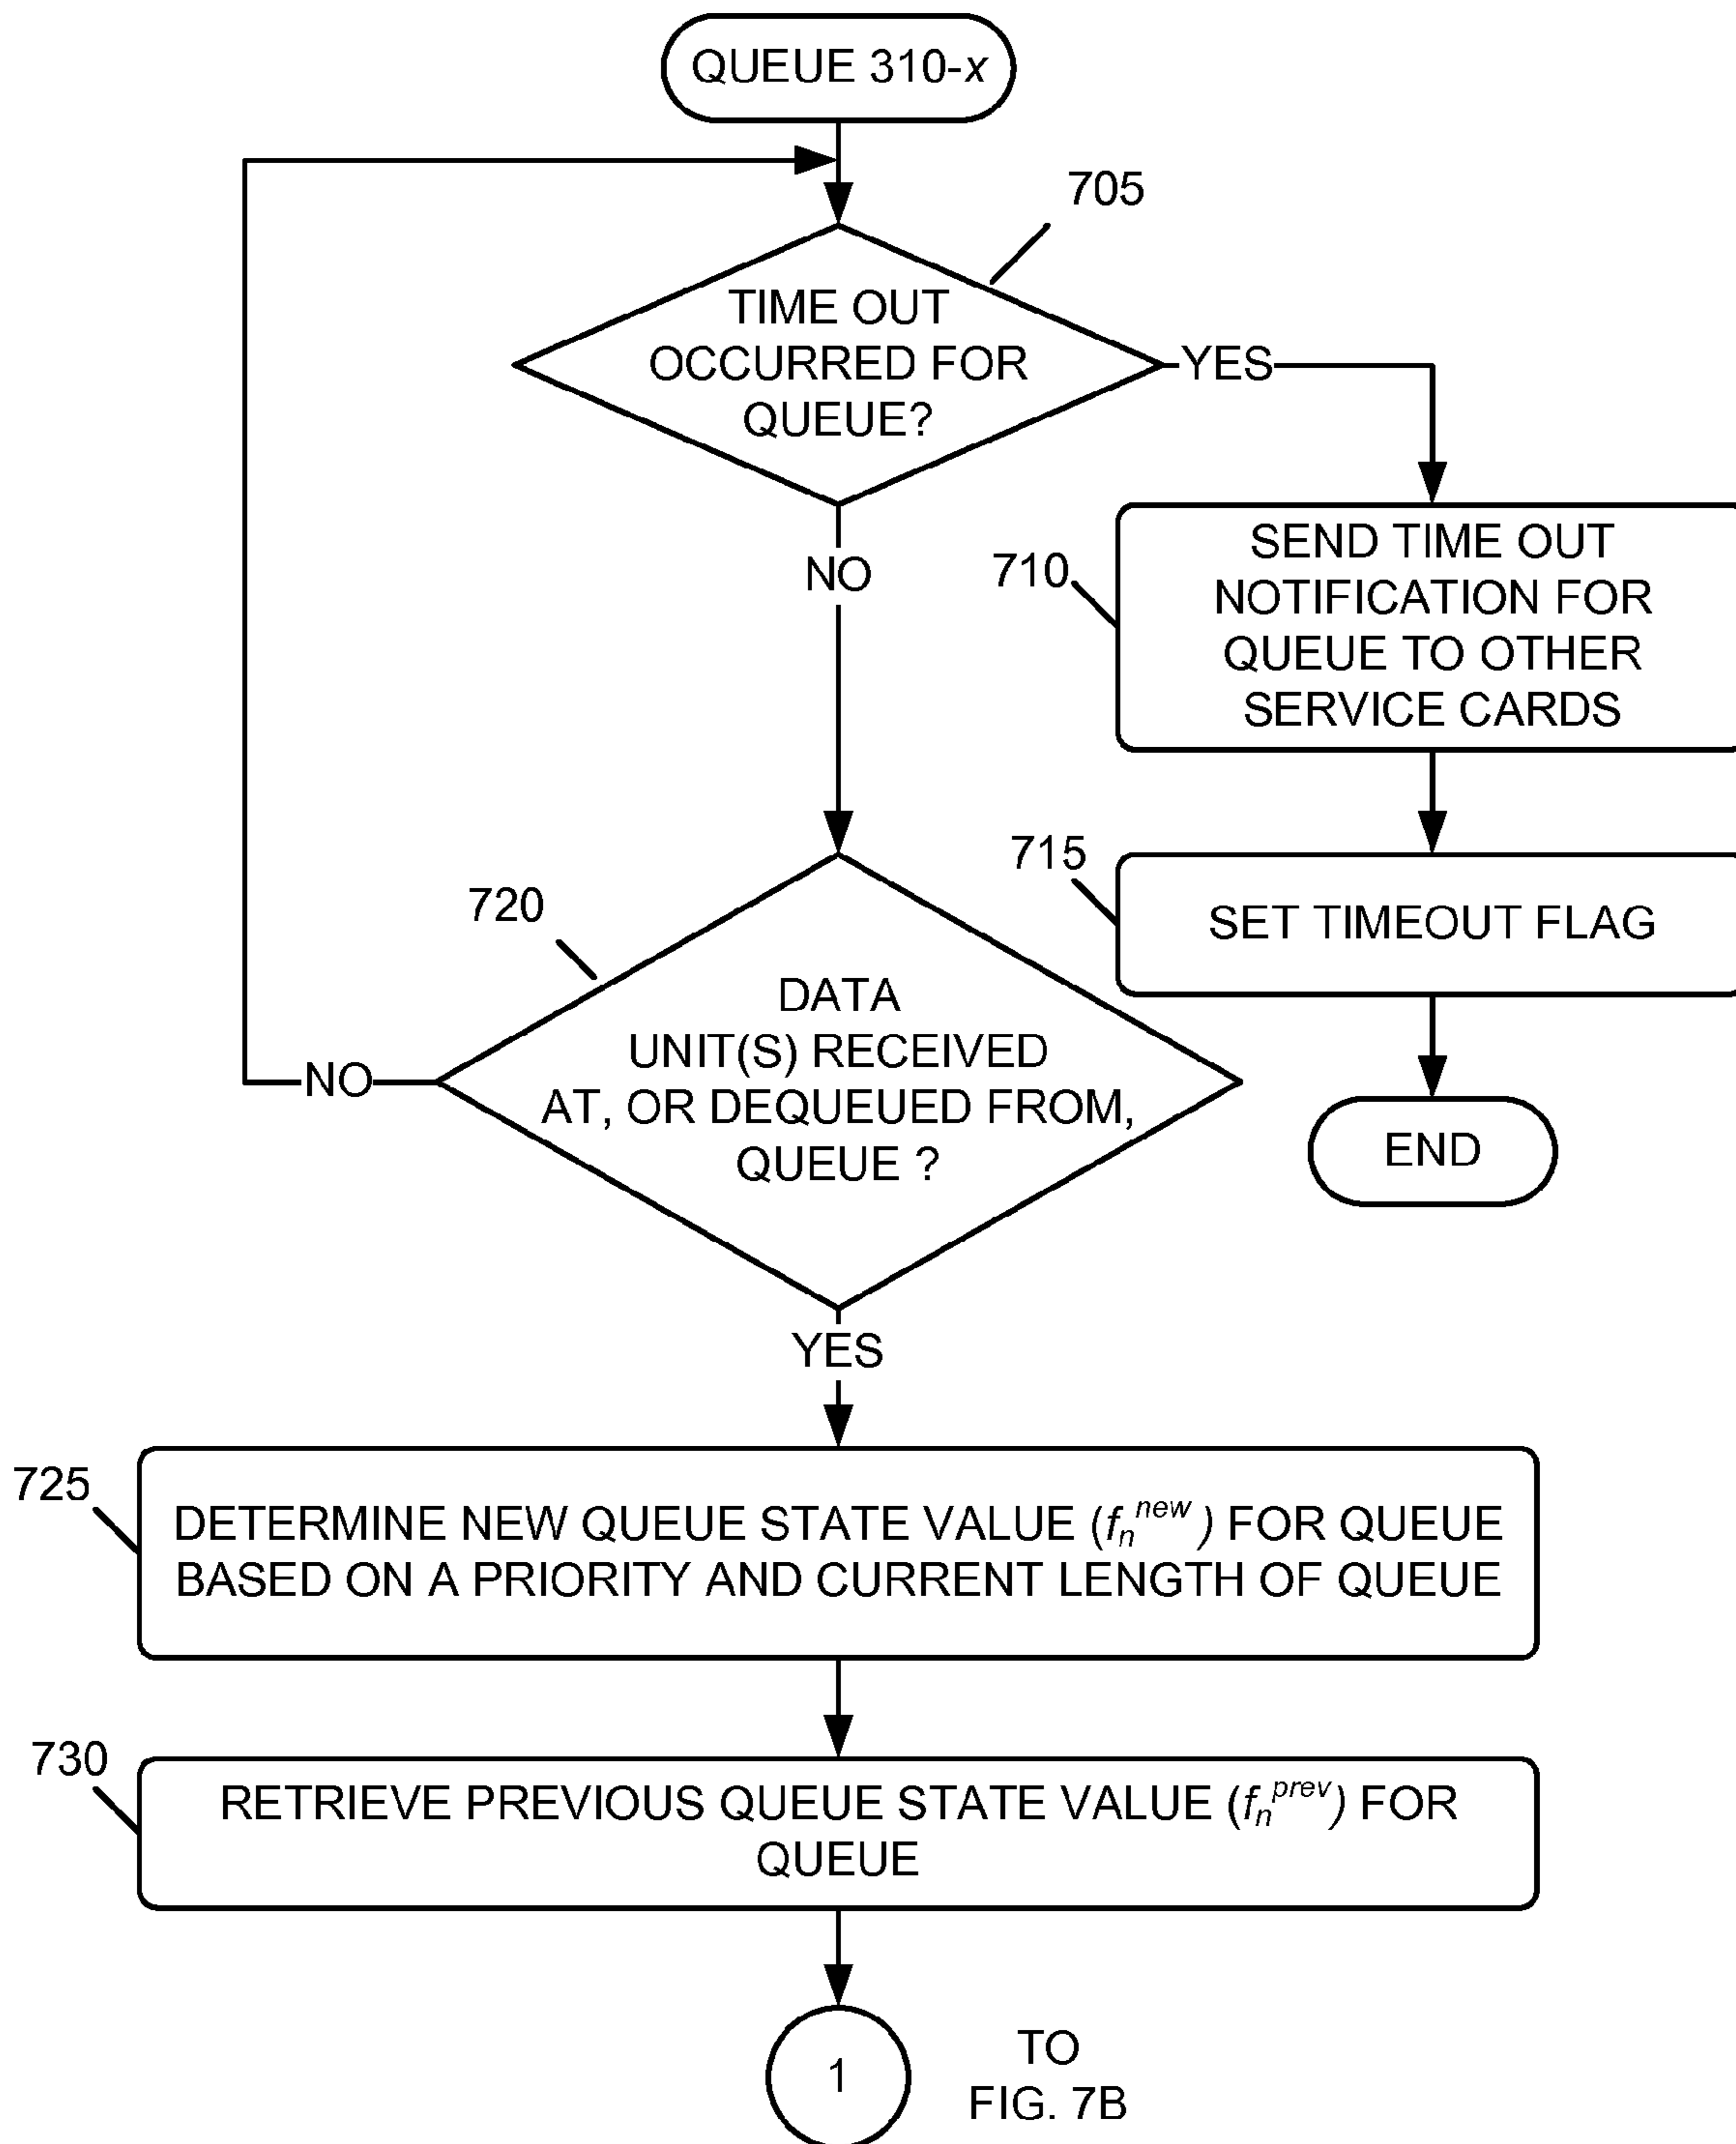 QUEUE 310-x
705
TIME OUT
OCCURRED FOR
QUEUE?
YES
NO
710
SEND TIME OUT
NOTIFICATION FOR
QUEUE TO OTHER
SERVICE CARDS
715
SET TIMEOUT FLAG
END
720
DATA
UNIT(S) RECEIVED
AT, OR DEQUEUED FROM,
QUEUE ?
NO
YES
725
DETERMINE NEW QUEUE STATE VALUE (fₙⁿᵉʷ) FOR QUEUE
BASED ON A PRIORITY AND CURRENT LENGTH OF QUEUE
730
RETRIEVE PREVIOUS QUEUE STATE VALUE (fₙᵖʳᵉᵛ) FOR
QUEUE
1
TO
FIG. 7B